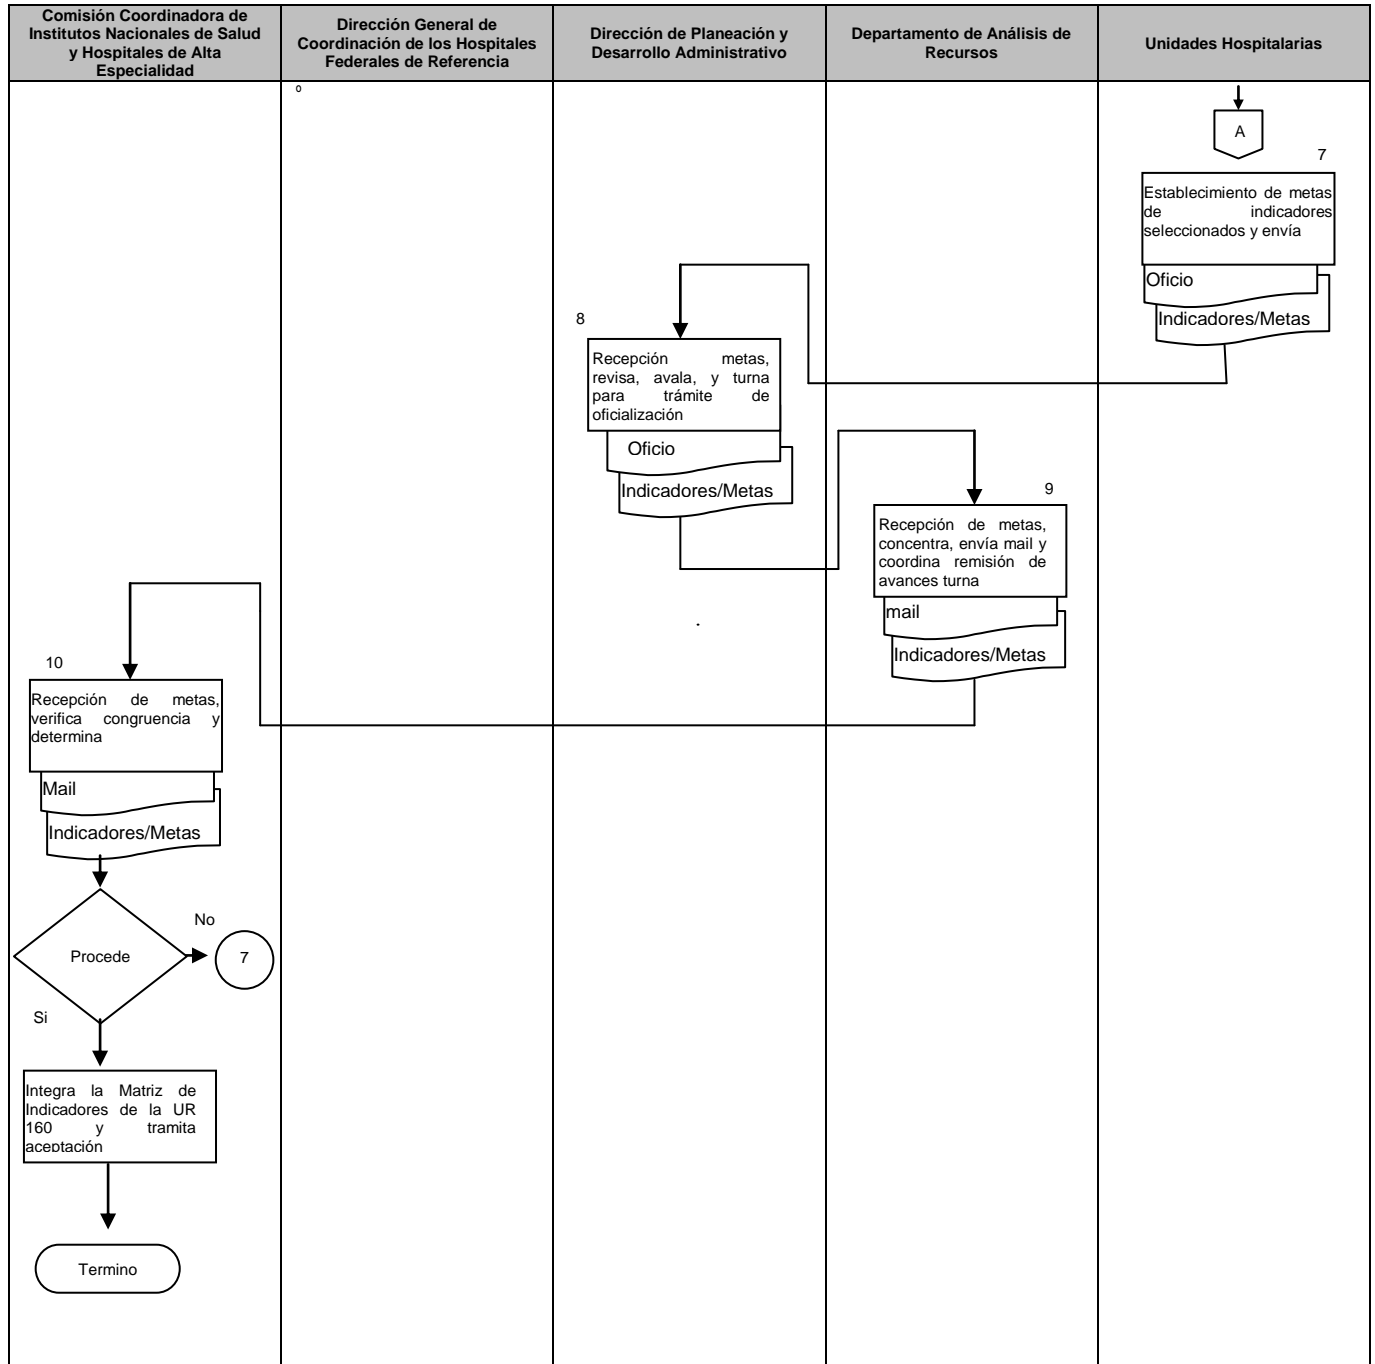 Comisión Coordinadora de
Institutos Nacionales de Salud
y Hospitales de Alta
Especialidad
Dirección General de
Coordinación de los Hospitales
Federales de Referencia
Dirección de Planeación y
Desarrollo Administrativo
Departamento de Análisis de
Recursos
Unidades Hospitalarias
o
A
7
Establecimiento de metas
de indicadores
seleccionados y envía
Oficio
Indicadores/Metas
8
Recepción metas,
revisa, avala, y turna
para trámite de
oficialización
Oficio
Indicadores/Metas
9
Recepción de metas,
concentra, envía mail y
coordina remisión de
avances turna
mail
Indicadores/Metas
.
10
Recepción de metas,
verifica congruencia y
determina
Mail
Indicadores/Metas
Procede
No
7
Si
Integra la Matriz de
Indicadores de la UR
160 y tramita
aceptación
Termino